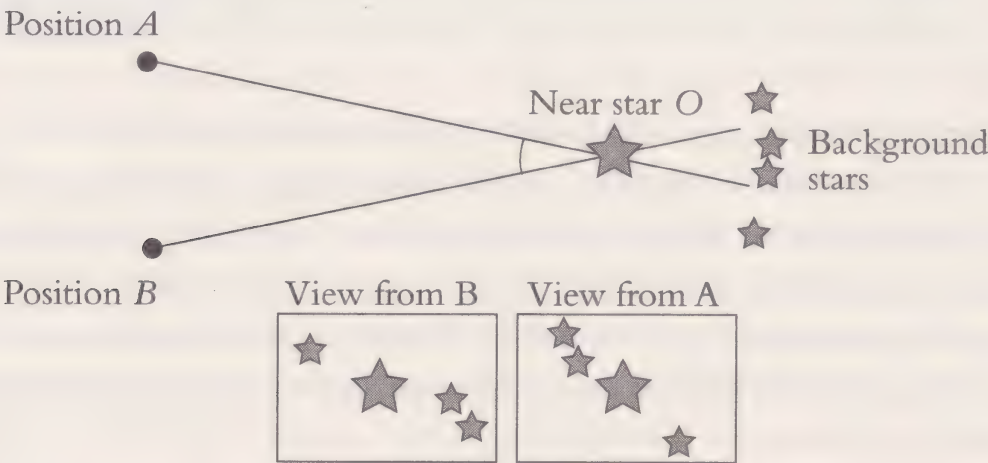 Position A
Near star O
Background
stars
Position B
View from B
View from A